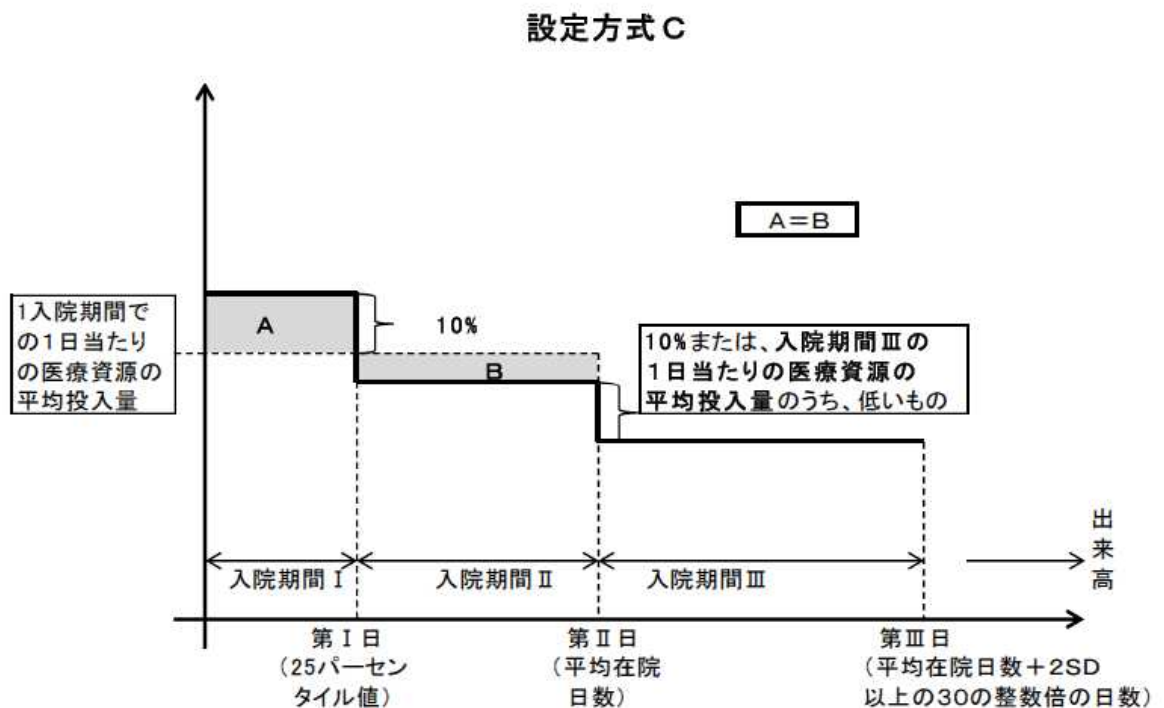 設定方式C
A=B
1入院期間で
の1日当たり
の医療資源の
平均投入量
A
10%
B
10%または、入院期間Ⅲの
1日当たりの医療資源の
平均投入量のうち、低いもの
入院期間Ⅰ
入院期間Ⅱ
入院期間Ⅲ
出来高
第Ⅰ日
(25パーセン
タイル値)
第Ⅱ日
(平均在院
日数)
第Ⅲ日
(平均在院日数+2SD
以上の30の整数倍の日数)